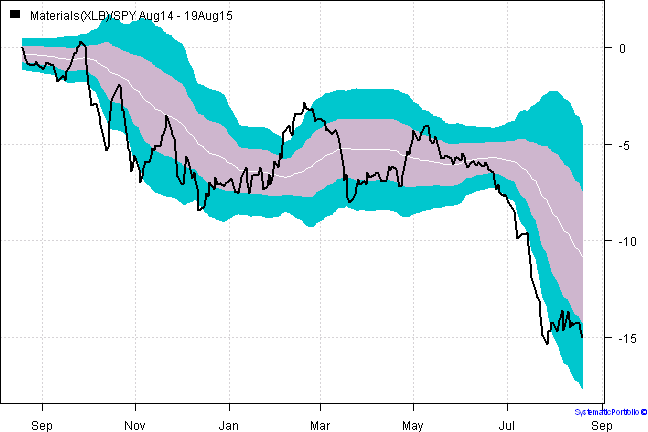 Materials(XLB)/SPY Aug14 - 19Aug15
0
-5
-10
-15
SystematicPortfolio ©
Sep Nov Jan Mar May Jul Sep